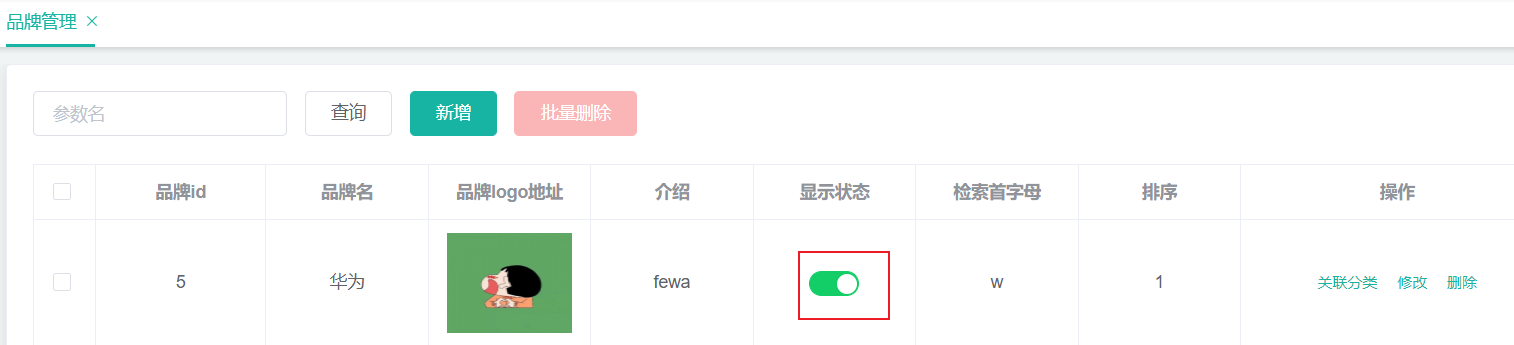 品牌管理 ×
参数名 查询 新增 批量删除
品牌id 品牌名 品牌logo地址 介绍 显示状态 检索首字母 排序 操作
5 华为 fewa w 1 关联分类 修改 删除